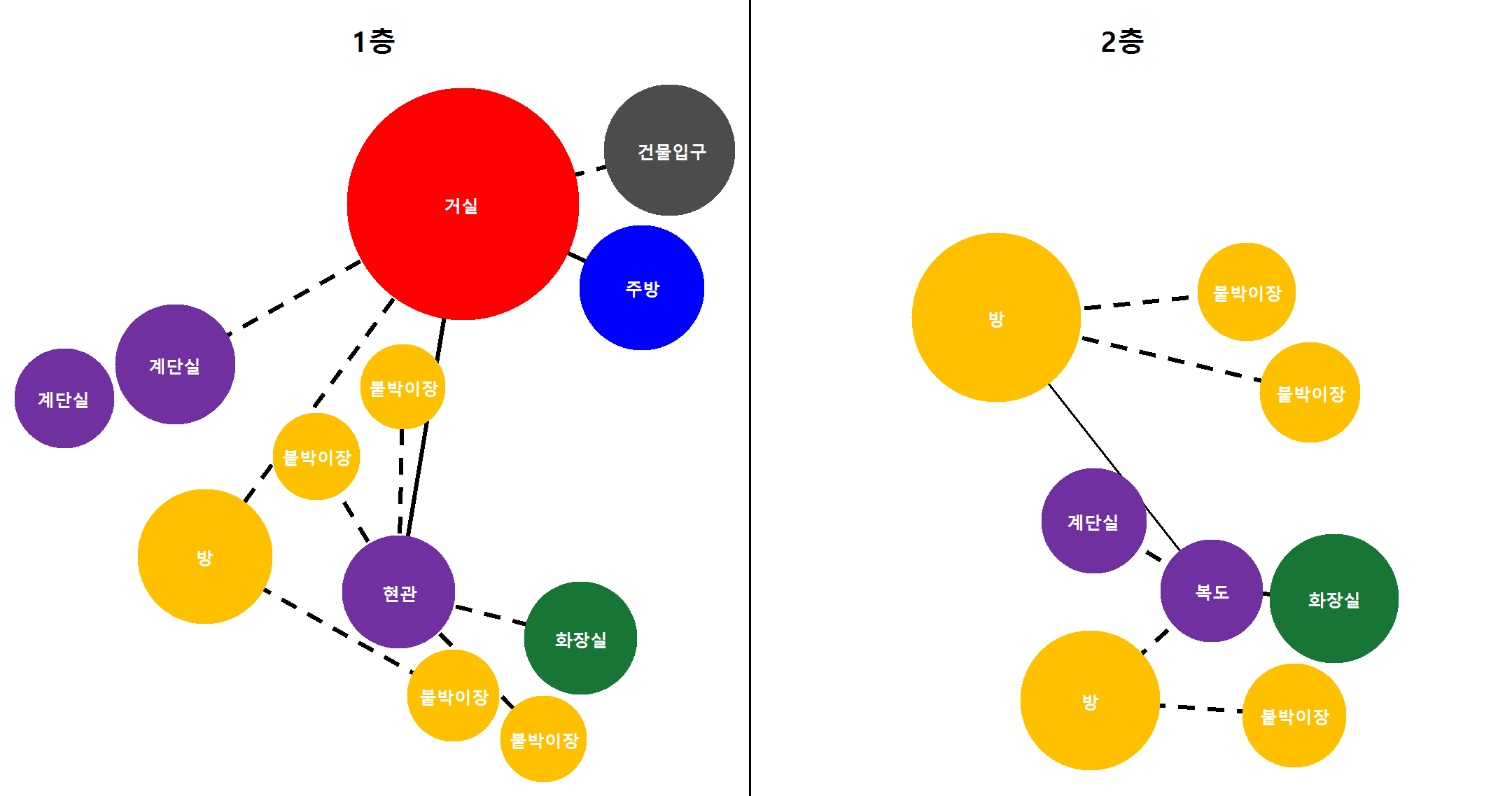 1층
건물입구
거실
주방
계단실
계단실
붙박이장
붙박이장
방
현관
화장실
붙박이장
붙박이장
2층
방
붙박이장
붙박이장
계단실
복도
화장실
방
붙박이장